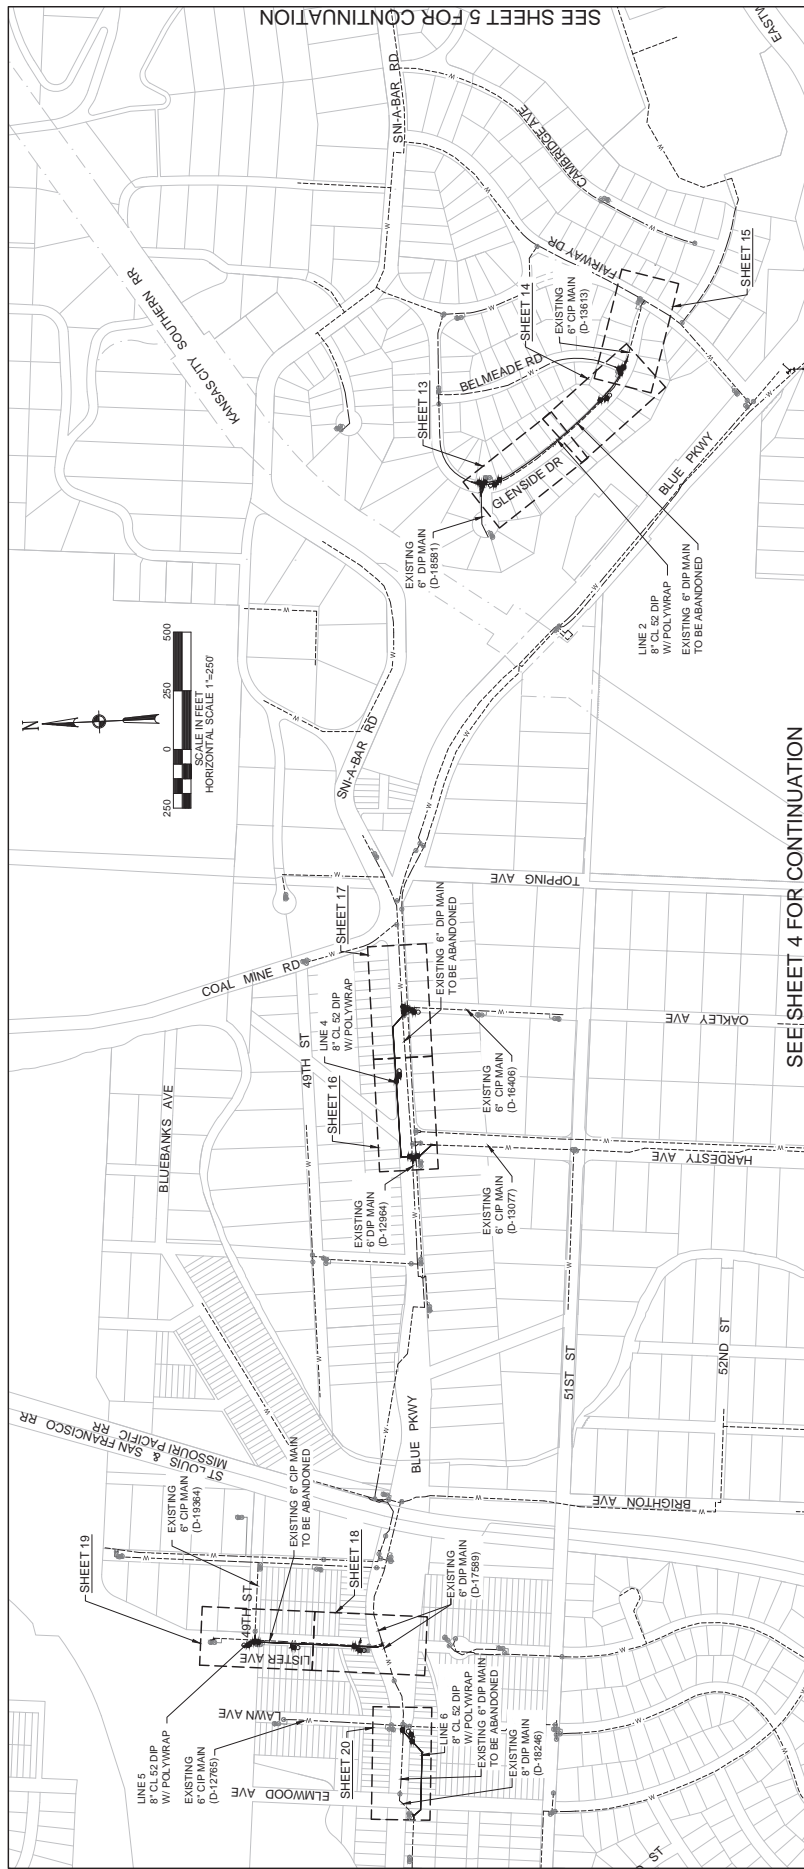 SEE SHEET 5 FOR CONTINUATION
SEE SHEET 4 FOR CONTINUATION
N
250
0
250
500
SCALE IN FEET
HORIZONTAL SCALE 1"=250'
SHEET 19
EXISTING
6" CIP MAIN
(D-19364)
ST LOUIS & SAN FRANCISCO RR
MISSOURI PACIFIC RR
EXISTING 6" CIP MAIN
TO BE ABANDONED
49TH ST
LISTER AVE
SHEET 18
LINE 5
8" CL 52 DIP
W/ POLYWRAP
EXISTING
6" CIP MAIN
(D-12765)
LAWN AVE
ELMWOOD AVE
SHEET 20
LINE 6
8" CL 52 DIP
W/ POLYWRAP
EXISTING 6" DIP MAIN
TO BE ABANDONED
EXISTING
8" DIP MAIN
(D-18246)
EXISTING
6" DIP MAIN
(D-17589)
BRIGHTON AVE
BLUE PKWY
BLUEBANKS AVE
49TH ST
COAL MINE RD
SHEET 16
LINE 4
8" CL 52 DIP
W/ POLYWRAP
SHEET 17
EXISTING
6" DIP MAIN
(D-12964)
EXISTING 6" DIP MAIN
TO BE ABANDONED
EXISTING
6" CIP MAIN
(D-13077)
EXISTING
6" CIP MAIN
(D-16406)
51ST ST
52ND ST
HARDESTY AVE
OAKLEY AVE
TOPPING AVE
SNI-A-BAR RD
KANSAS CITY SOUTHERN RR
SNI-A-BAR RD
CAMBRIDGE AVE
FAIRWAY DR
BELMEADE RD
GLENSIDE DR
SHEET 13
SHEET 14
SHEET 15
EXISTING
6" CIP MAIN
(D-13613)
EXISTING
6" DIP MAIN
(D-18581)
LINE 2
8" CL 52 DIP
W/ POLYWRAP
EXISTING 6" DIP MAIN
TO BE ABANDONED
BLUE PKWY
EASTW
D ST